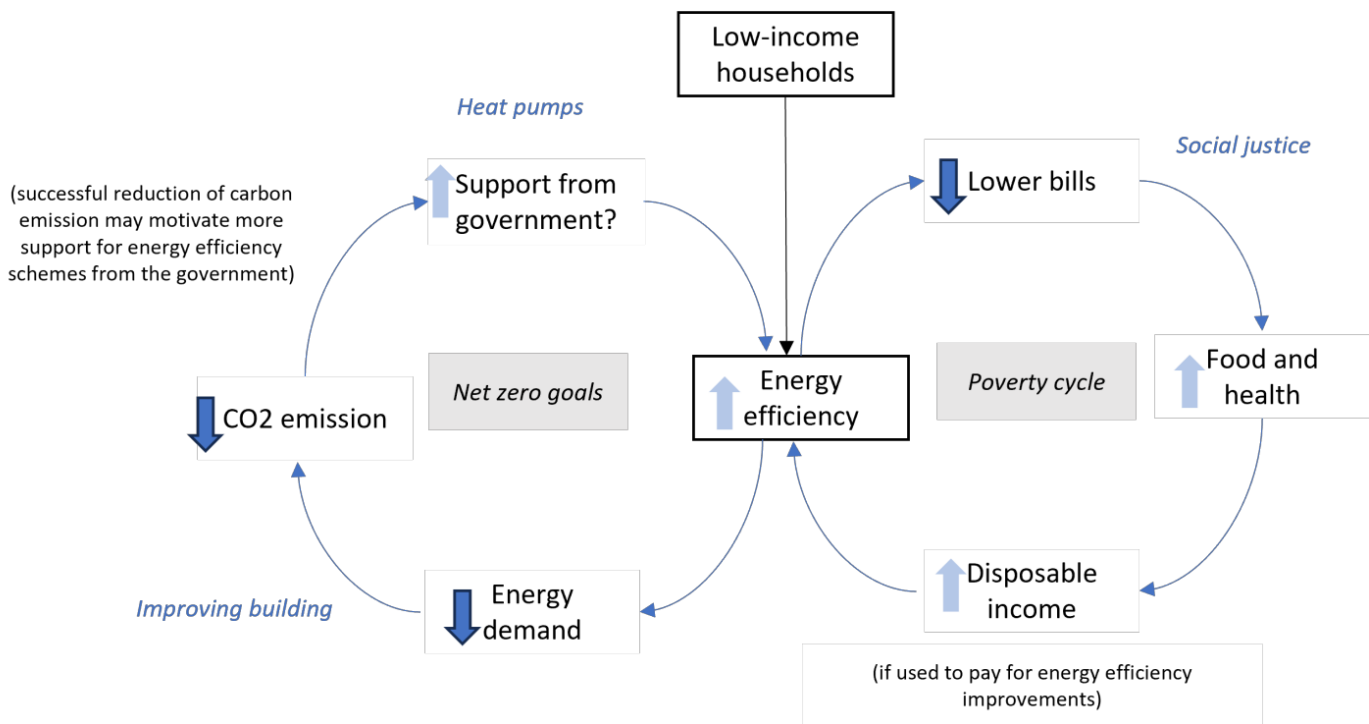 Low-income
households
Heat pumps
Social justice
(successful reduction of carbon
emission may motivate more
support for energy efficiency
schemes from the government)
Support from
government?
Lower bills
Net zero goals
Energy
efficiency
Poverty cycle
Food and
health
CO2 emission
Improving building
Energy
demand
Disposable
income
(if used to pay for energy efficiency
improvements)